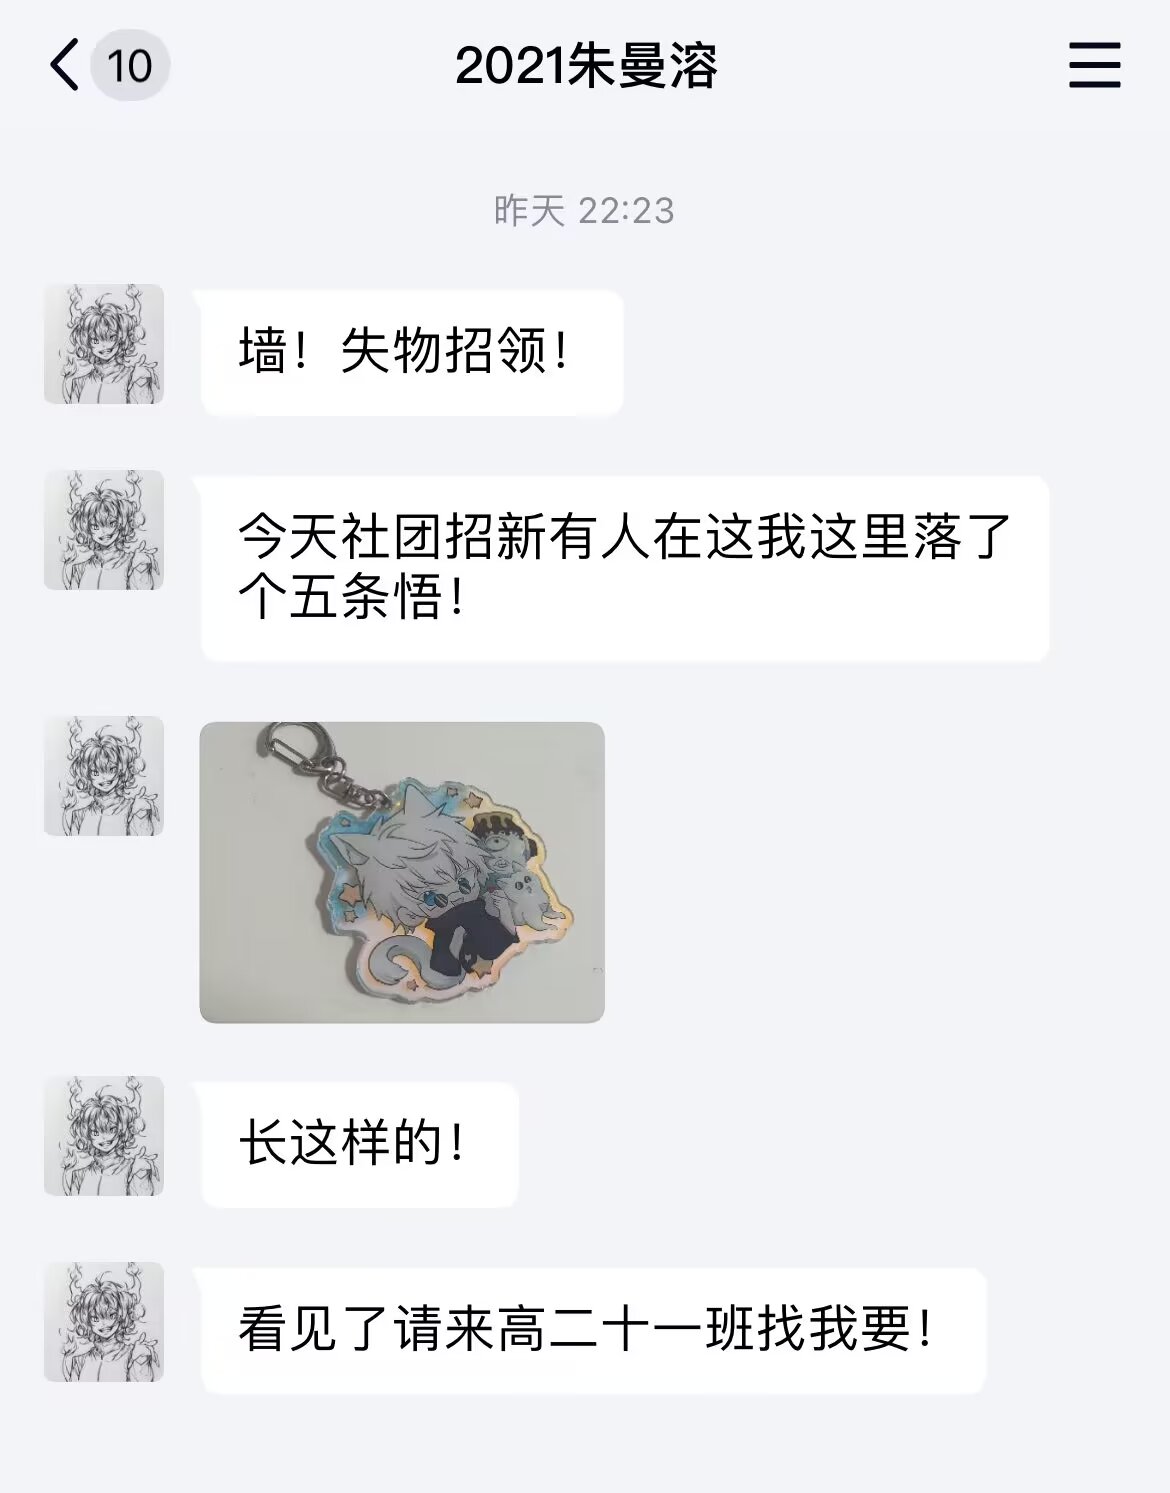 10
2021朱曼溶
昨天 22:23
墙！失物招领！
今天社团招新有人在这我这里落了
个五条悟！
长这样的！
看见了请来高二十一班找我要！